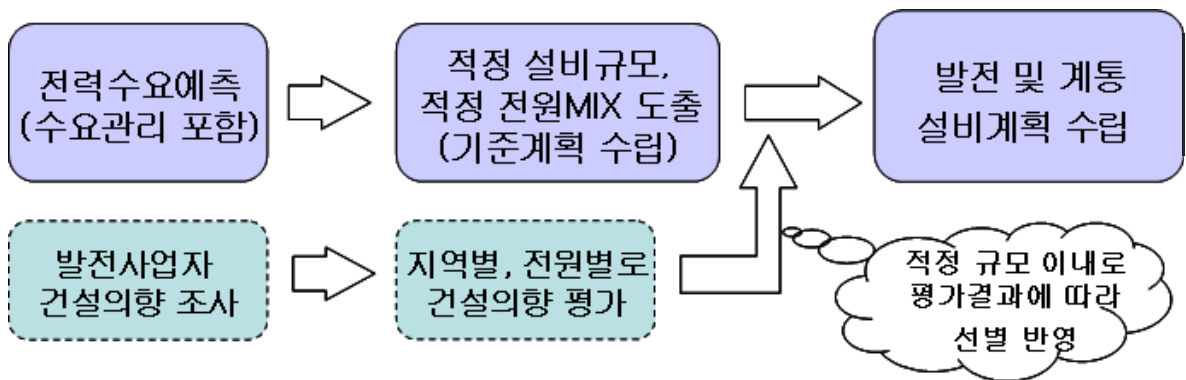 전력수요예측
(수요관리 포함)
적정 설비규모,
적정 전원MIX 도출
(기준계획 수립)
발전 및 계통
설비계획 수립
발전사업자
건설의향 조사
지역별, 전원별로
건설의향 평가
적정 규모 이내로
평가결과에 따라
선별 반영